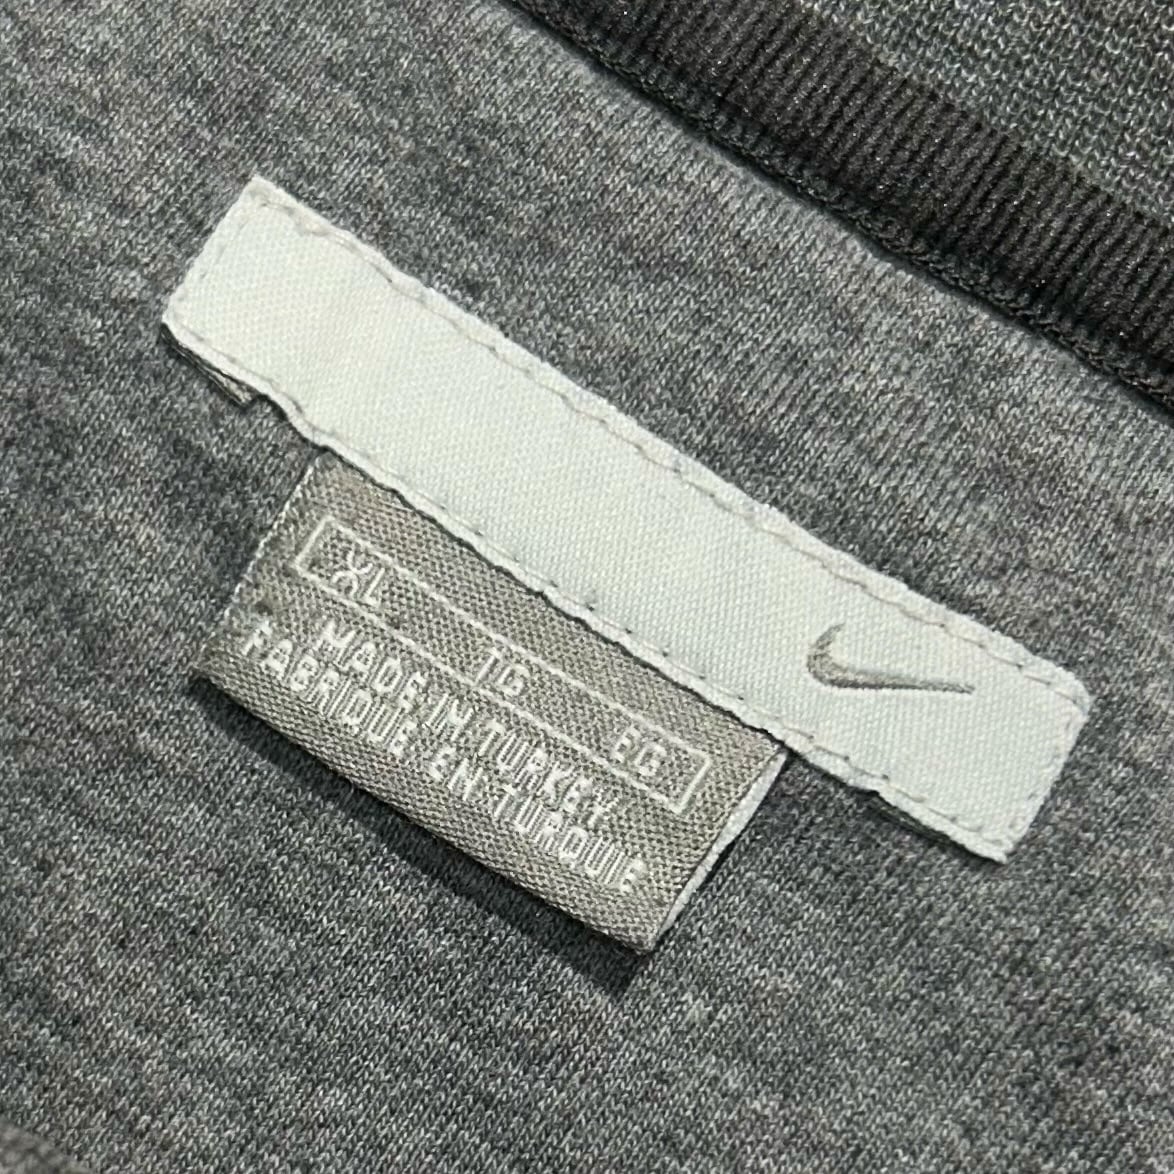 XL TG EG
MADE IN TURKEY
FABRIQUE EN TURQUIE